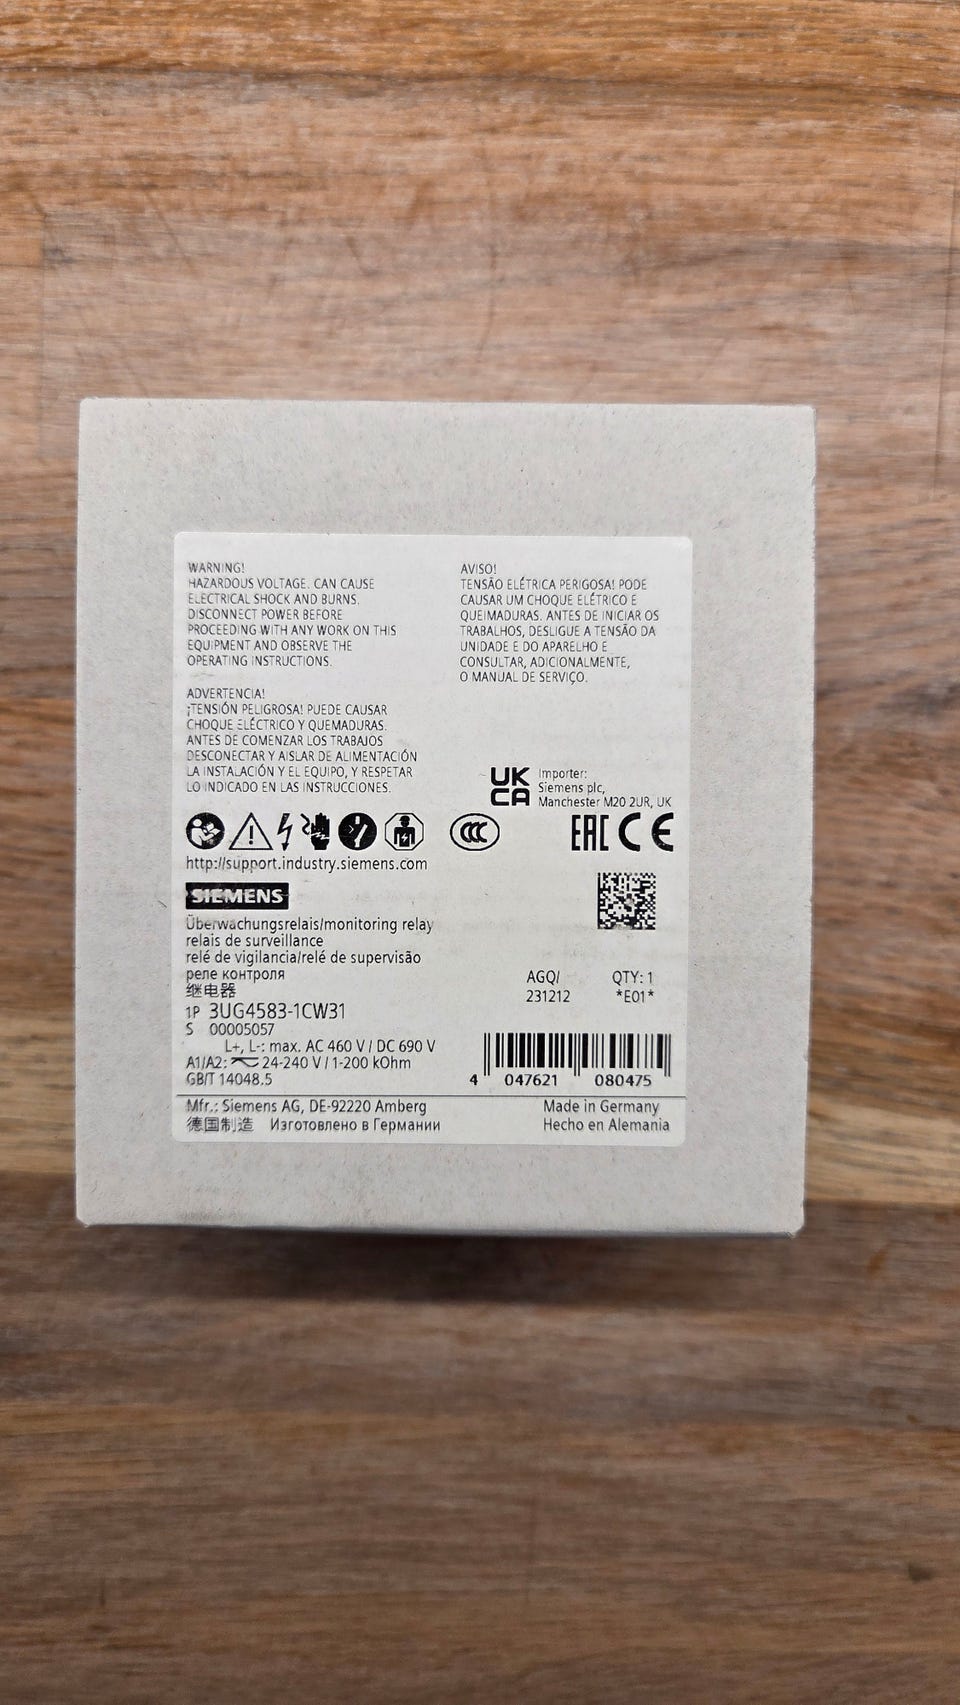 WARNING!
HAZARDOUS VOLTAGE. CAN CAUSE
ELECTRICAL SHOCK AND BURNS.
DISCONNECT POWER BEFORE
PROCEEDING WITH ANY WORK ON THIS
EQUIPMENT AND OBSERVE THE
OPERATING INSTRUCTIONS.
ADVERTENCIA!
¡TENSIÓN PELIGROSA! PUEDE CAUSAR
CHOQUE ELÉCTRICO Y QUEMADURAS.
ANTES DE COMENZAR LOS TRABAJOS
DESCONECTAR Y AISLAR DE ALIMENTACIÓN
LA INSTALACIÓN Y EL EQUIPO, Y RESPETAR
LO INDICADO EN LAS INSTRUCCIONES.
AVISO!
TENSÃO ELÉTRICA PERIGOSA! PODE
CAUSAR UM CHOQUE ELÉTRICO E
QUEIMADURAS. ANTES DE INICIAR OS
TRABALHOS, DESLIGUE A TENSÃO DA
UNIDADE E DO APARELHO E
CONSULTAR, ADICIONALMENTE,
O MANUAL DE SERVIÇO.
UK
CA
Importer:
Siemens plc,
Manchester M20 2UR, UK
CCC EAC CE
http://support.industry.siemens.com
SIEMENS
Überwachungsrelais/monitoring relay
relais de surveillance
relé de vigilancia/relé de supervisão
реле контроля
继电器
AGQ/ QTY: 1
231212 *E01*
1P 3UG4583-1CW31
S 00005057
L+, L-: max. AC 460 V / DC 690 V
A1/A2: 24-240 V / 1-200 kOhm
GB/T 14048.5
4 047621 080475
Mfr.: Siemens AG, DE-92220 Amberg Made in Germany
德国制造 Изготовлено в Германии Hecho en Alemania